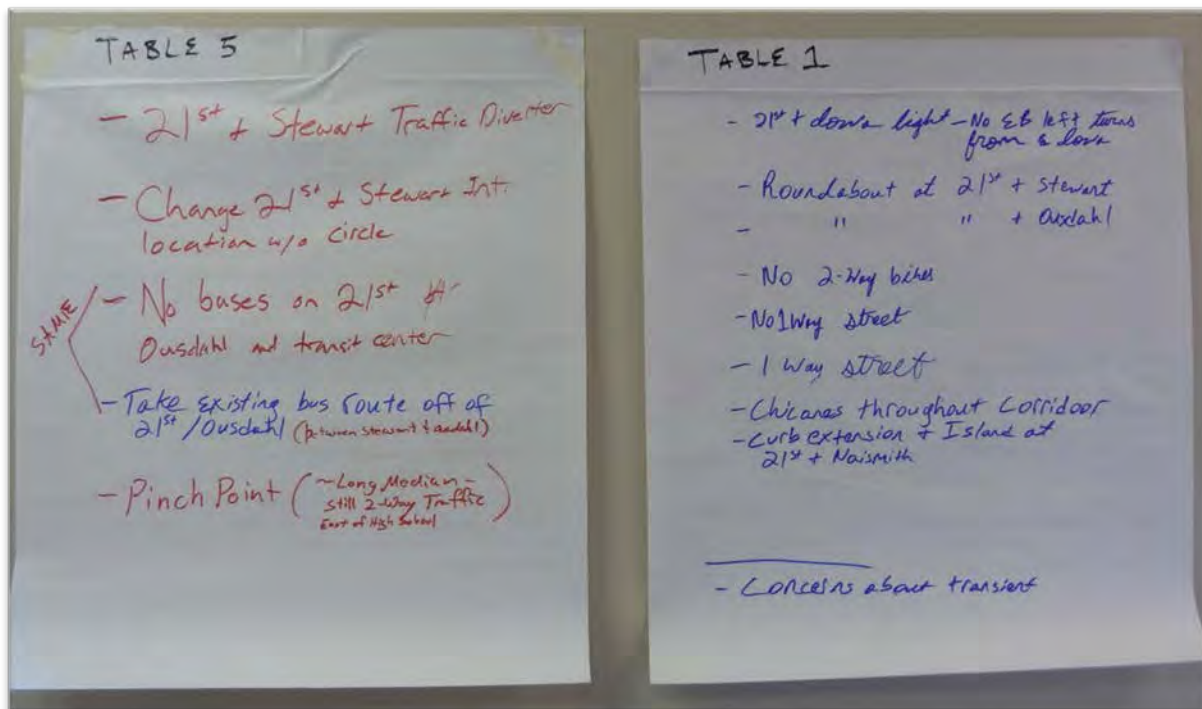 TABLE 5
- 21st + Stewart Traffic Diverter
- Change 21st + Stewart Int.
location w/o circle
SAME
- No buses on 21st
Ousdahl and transit center
- Take existing bus route off of
21st / Ousdahl (between Stewart & Ousdahl)
- Pinch Point (~Long Median -
Still 2-Way Traffic
East of High School)
TABLE 1
- 21st + Iowa light - No EB left turns
from Iowa
- Roundabout at 21st + Stewart
- " " + Ousdahl
- No 2-Way bikes
- No 1 Way street
- 1 Way street
- Chicanes throughout Corridor
- Curb extension + Island at
21st + Naismith
- Concerns about transient